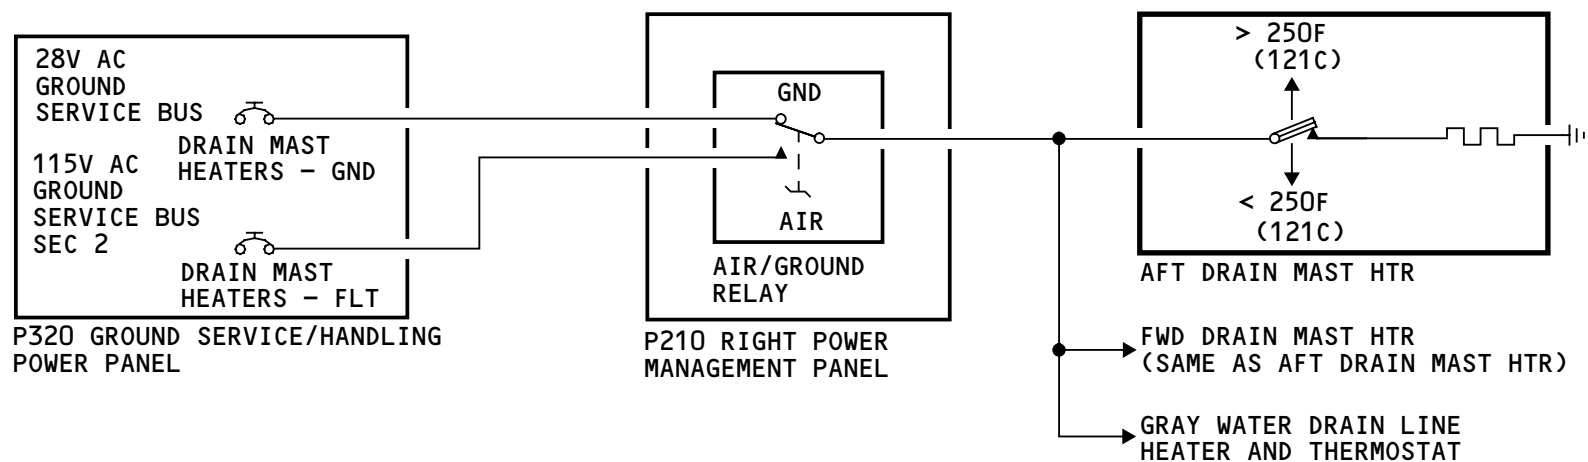 28V AC
GROUND
SERVICE BUS
DRAIN MAST
HEATERS – GND
115V AC
GROUND
SERVICE BUS
SEC 2
DRAIN MAST
HEATERS – FLT
P320 GROUND SERVICE/HANDLING
POWER PANEL
GND
AIR
AIR/GROUND
RELAY
P210 RIGHT POWER
MANAGEMENT PANEL
> 250F
(121C)
< 250F
(121C)
AFT DRAIN MAST HTR
FWD DRAIN MAST HTR
(SAME AS AFT DRAIN MAST HTR)
GRAY WATER DRAIN LINE
HEATER AND THERMOSTAT